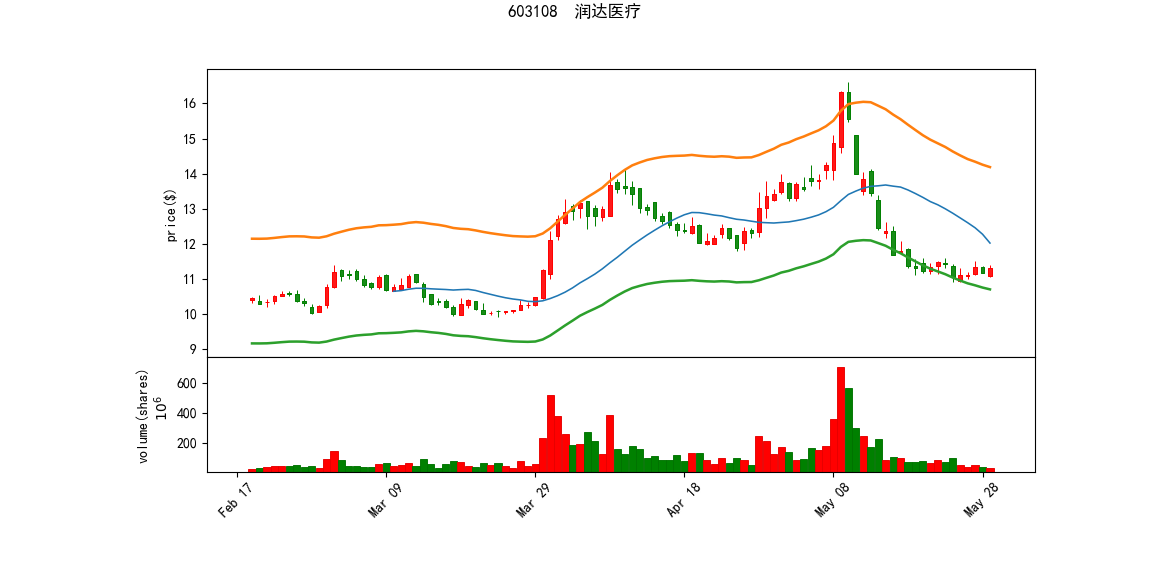 603108 润达医疗
16
15
14
13
12
11
10
9
price($)
600
400
200
volume(shares)
10^6
Feb 17
Mar 09
Mar 29
Apr 18
May 08
May 28